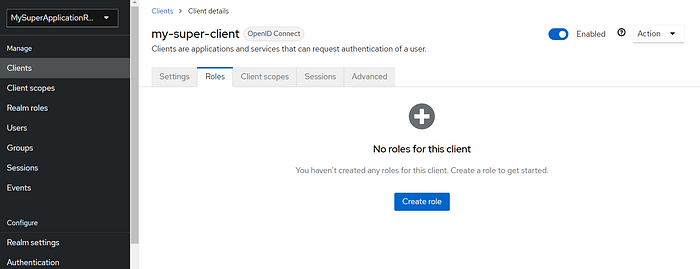 MySuperApplicationR...
Manage
Clients
Client scopes
Realm roles
Users
Groups
Sessions
Events
Configure
Realm settings
Authentication
Clients > Client details
my-super-client OpenID Connect
Enabled
Action
Clients are applications and services that can request authentication of a user.
Settings Roles Client scopes Sessions Advanced
No roles for this client
You haven't created any roles for this client. Create a role to get started.
Create role